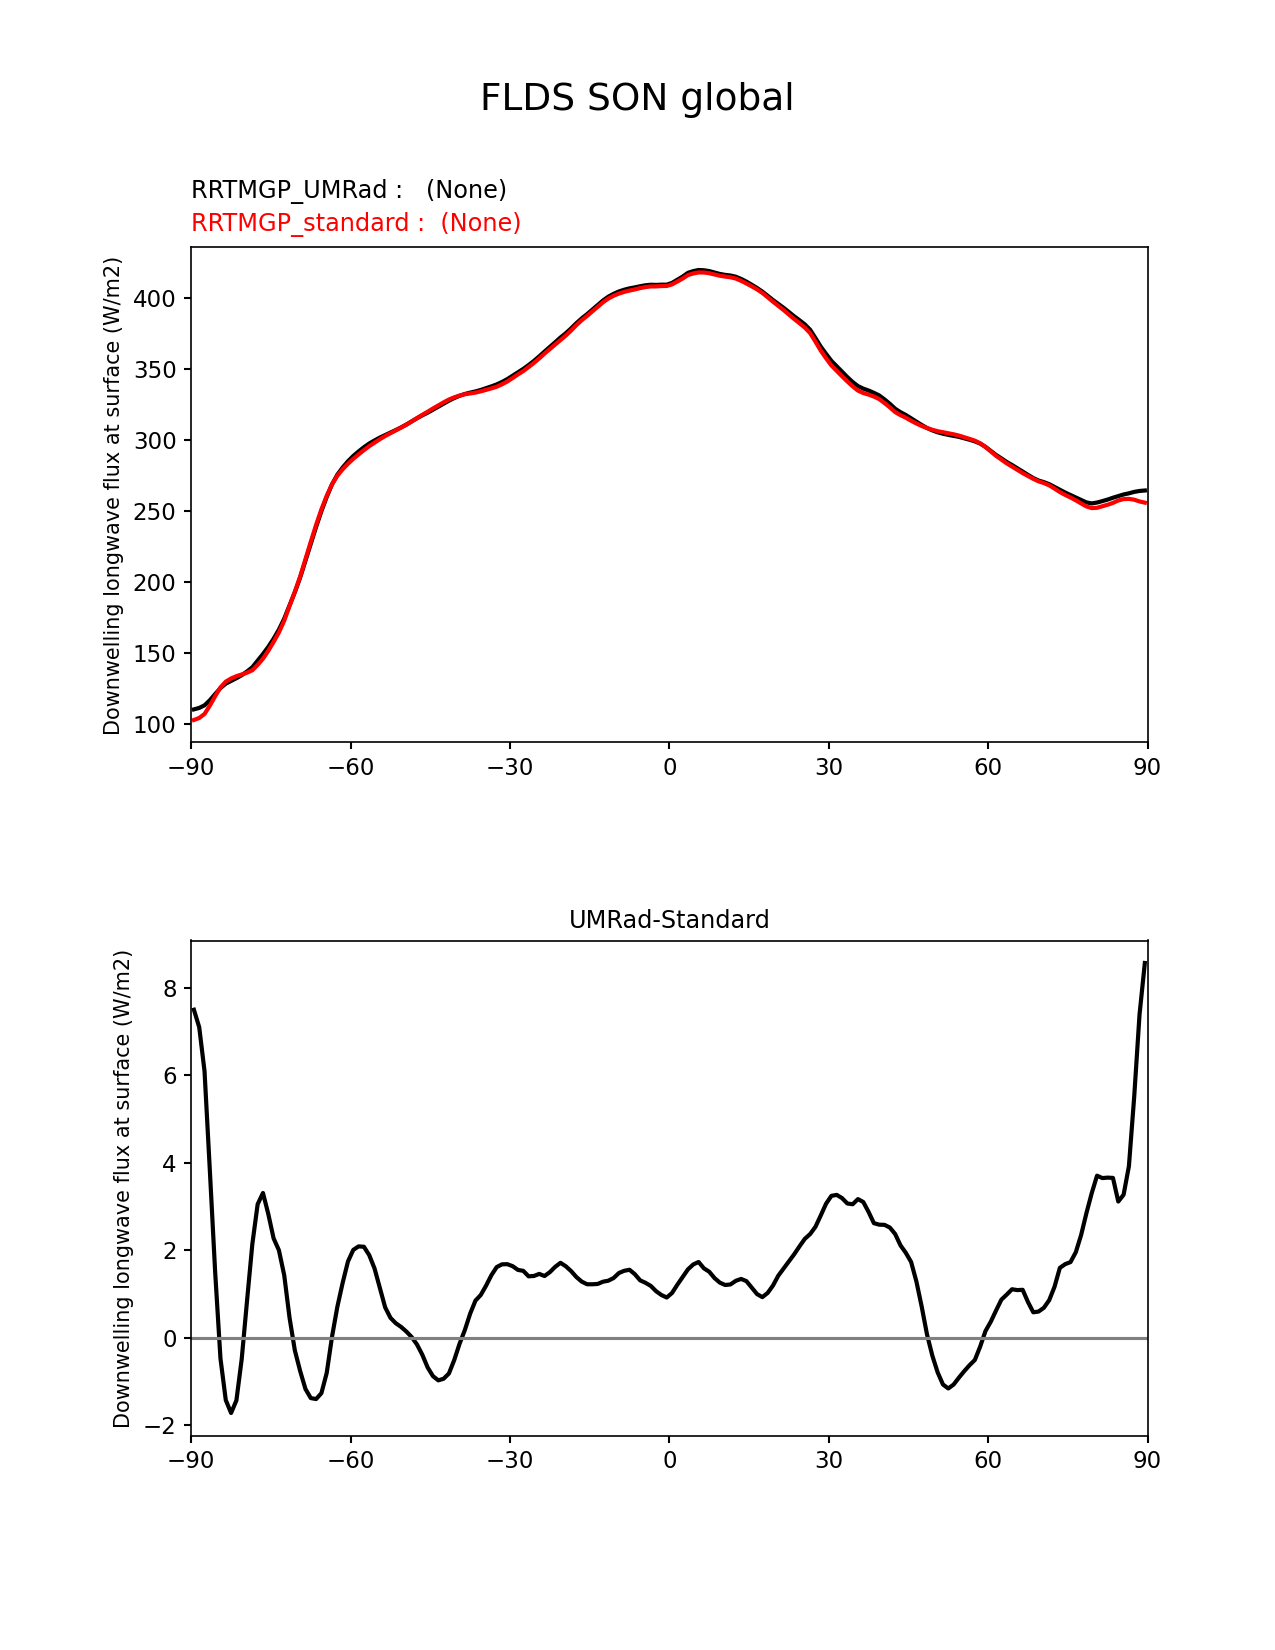 FLDS SON global
RRTMGP_UMRad :   (None)
RRTMGP_standard :  (None)
Downwelling longwave flux at surface (W/m2)
400
350
300
250
200
150
100
−90 −60 −30 0 30 60 90
UMRad-Standard
Downwelling longwave flux at surface (W/m2)
8
6
4
2
0
−2
−90 −60 −30 0 30 60 90